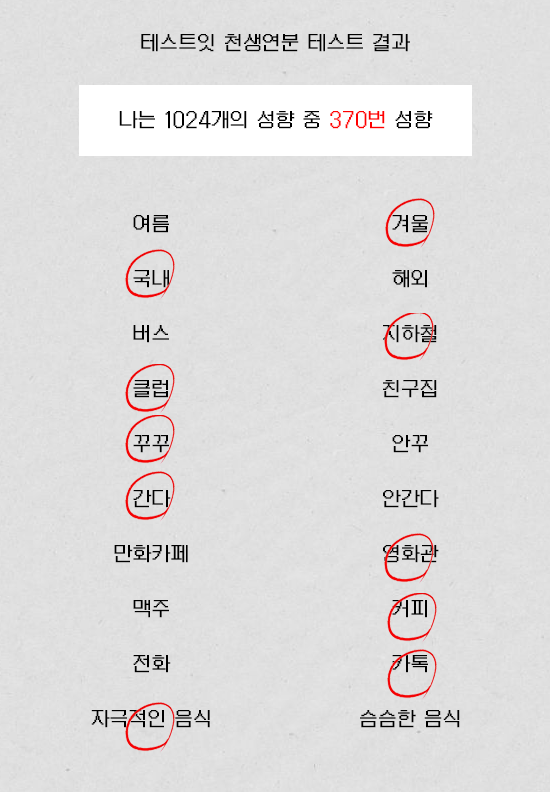 테스트잇 천생연분 테스트 결과
나는 1024개의 성향 중 370번 성향
여름 겨울
국내 해외
버스 지하철
클럽 친구집
꾸꾸 안꾸
간다 안간다
만화카페 영화관
맥주 커피
전화 카톡
자극적인 음식 슴슴한 음식